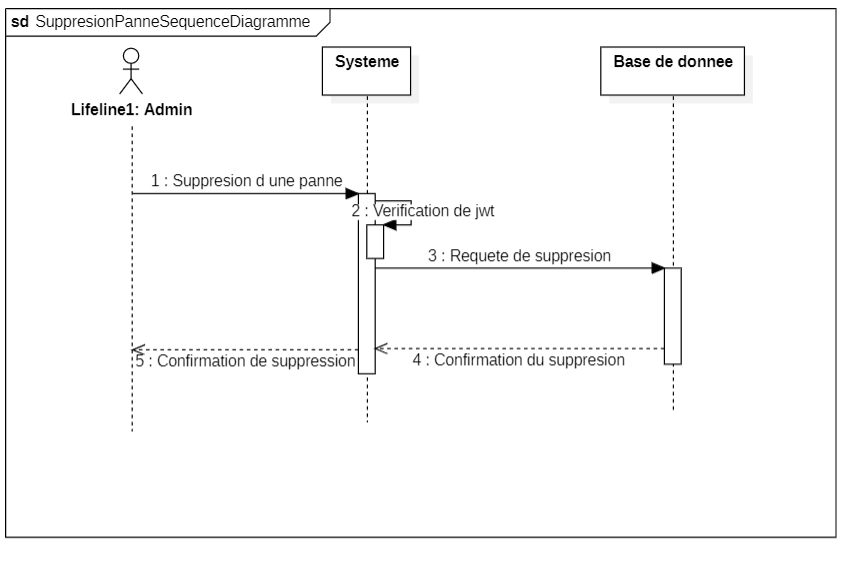 sd SuppresionPanneSequenceDiagramme
Systeme
Base de donnee
Lifeline1: Admin
1 : Suppresion d une panne
2 : Verification de jwt
3 : Requete de suppresion
5 : Confirmation de suppression
4 : Confirmation du suppresion